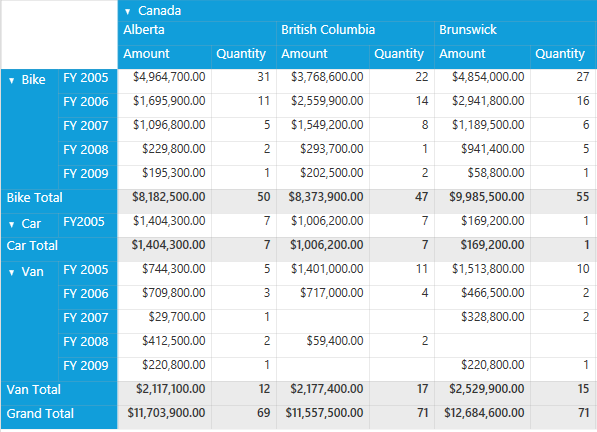 Canada
Alberta British Columbia Brunswick
Amount Quantity Amount Quantity Amount Quantity
Bike FY 2005 $4,964,700.00 31 $3,768,600.00 22 $4,854,000.00 27
FY 2006 $1,695,900.00 11 $2,559,900.00 14 $2,941,800.00 16
FY 2007 $1,096,800.00 5 $1,549,200.00 8 $1,189,500.00 6
FY 2008 $229,800.00 2 $293,700.00 1 $941,400.00 5
FY 2009 $195,300.00 1 $202,500.00 2 $58,800.00 1
Bike Total $8,182,500.00 50 $8,373,900.00 47 $9,985,500.00 55
Car FY2005 $1,404,300.00 7 $1,006,200.00 7 $169,200.00 1
Car Total $1,404,300.00 7 $1,006,200.00 7 $169,200.00 1
Van FY 2005 $744,300.00 5 $1,401,000.00 11 $1,513,800.00 10
FY 2006 $709,800.00 3 $717,000.00 4 $466,500.00 2
FY 2007 $29,700.00 1 $328,800.00 2
FY 2008 $412,500.00 2 $59,400.00 2
FY 2009 $220,800.00 1 $220,800.00 1
Van Total $2,117,100.00 12 $2,177,400.00 17 $2,529,900.00 15
Grand Total $11,703,900.00 69 $11,557,500.00 71 $12,684,600.00 71